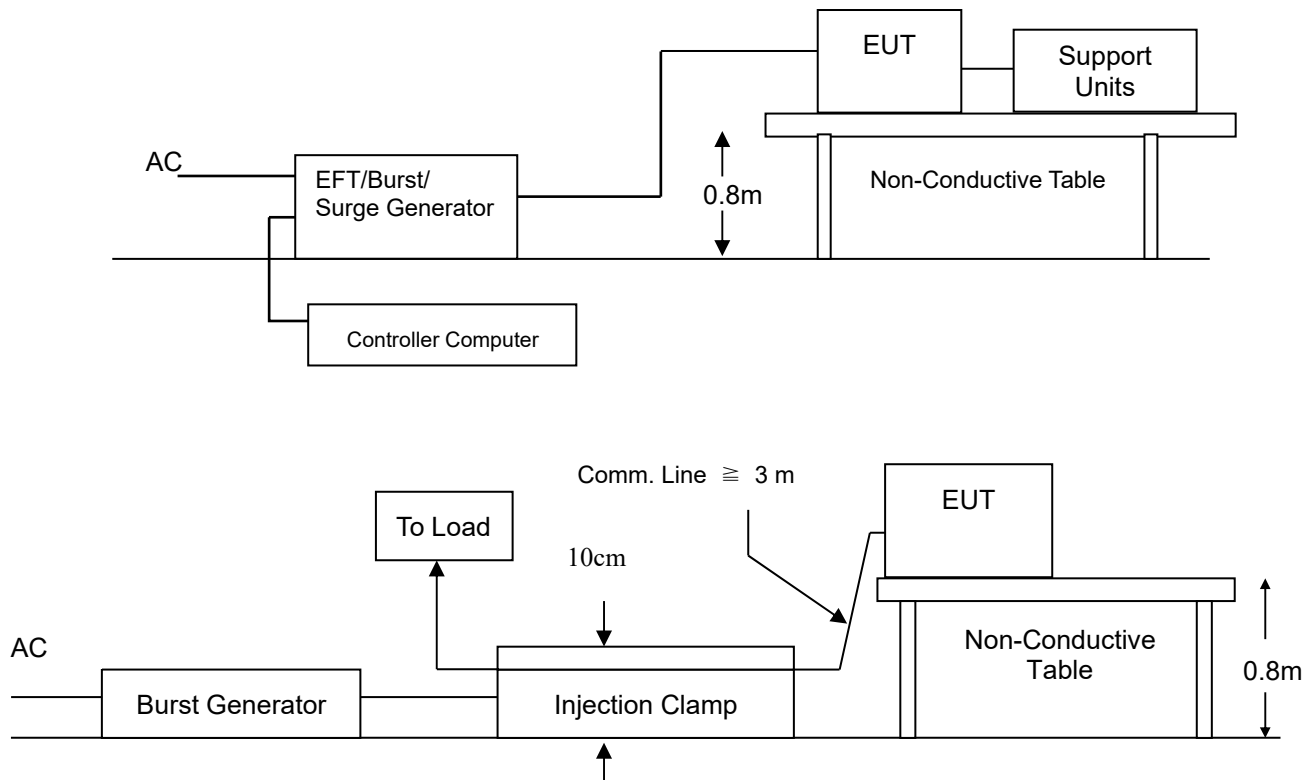 EUT
Support
Units
AC
EFT/Burst/
Surge Generator
0.8m
Non-Conductive Table
Controller Computer
Comm. Line ≧ 3 m
EUT
To Load
10cm
AC
Non-Conductive
Table
0.8m
Burst Generator
Injection Clamp